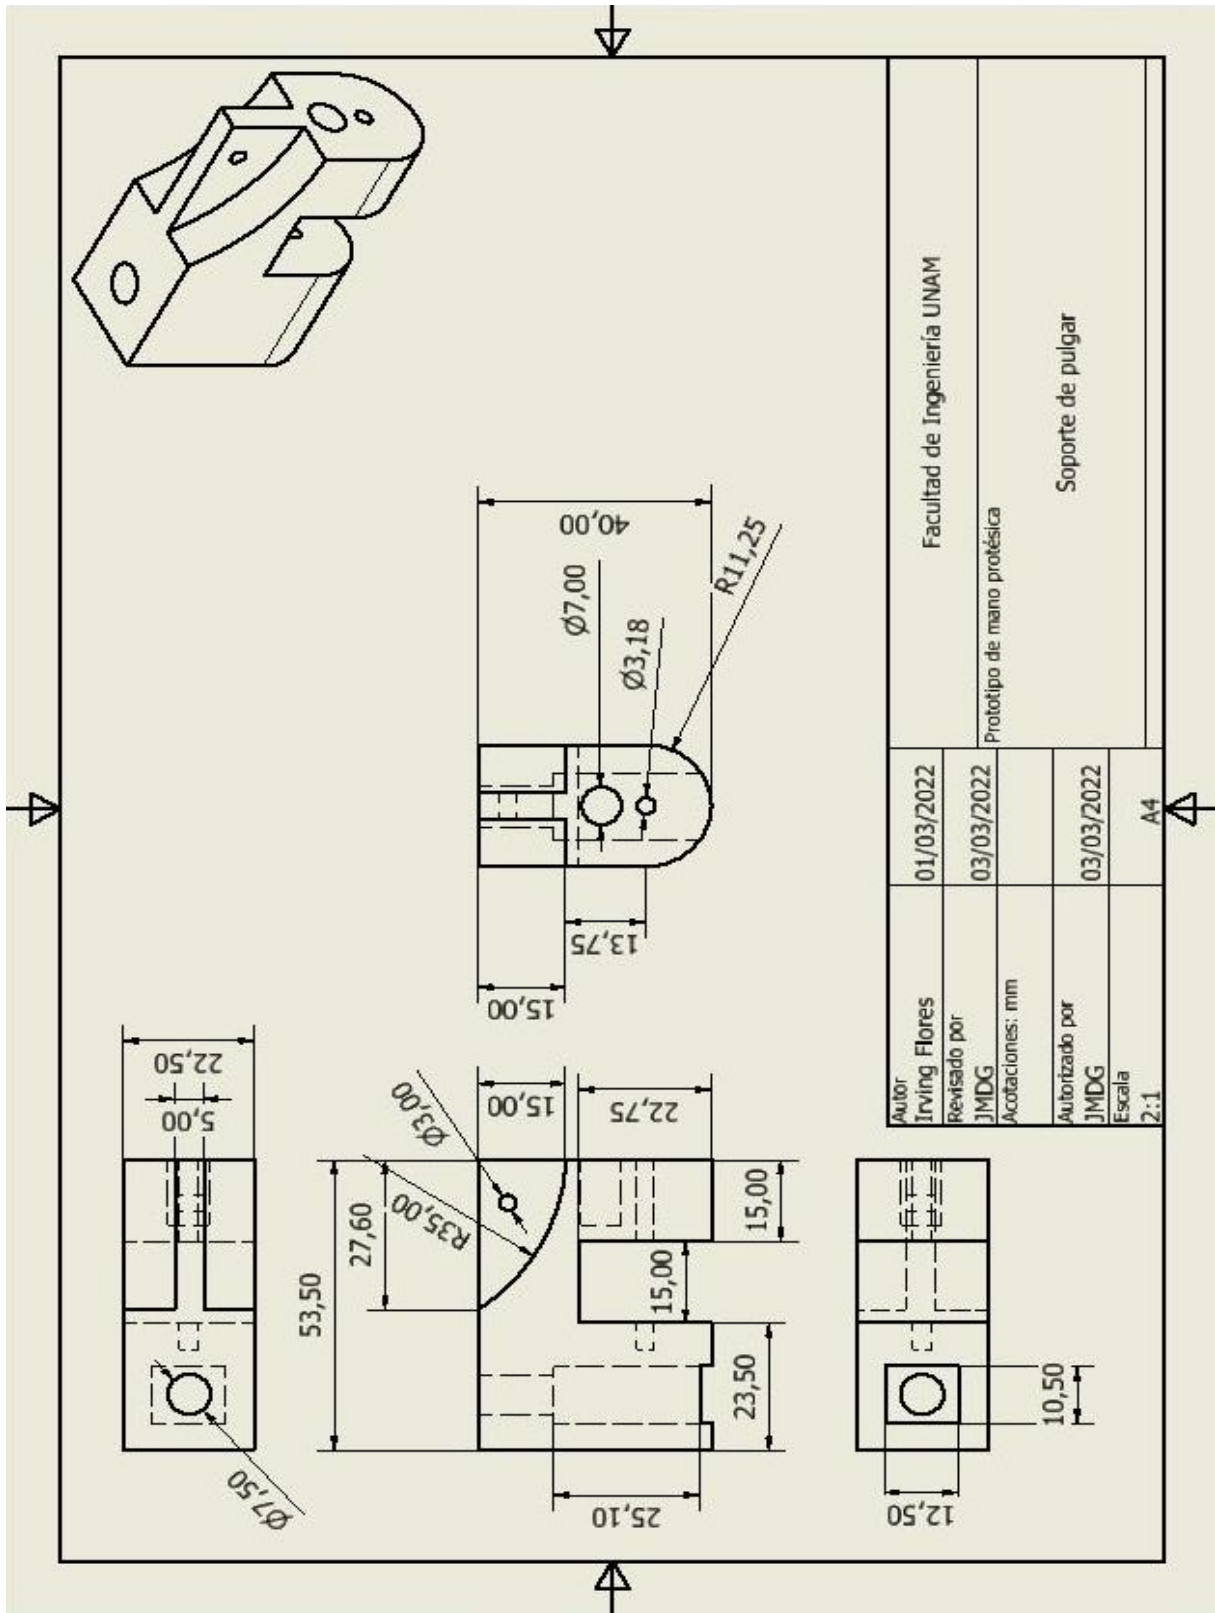 22,50
5,00
Ø7,50
53,50
27,60
R35,00
Ø3,00
15,00
22,75
15,00
15,00
23,50
25,10
10,50
12,50
40,00
Ø7,00
Ø3,18
R11,25
13,75
15,00
Autor
Irving Flores
01/03/2022
Facultad de Ingeniería UNAM
Revisado por
JMDG
03/03/2022
Prototipo de mano protésica
Acotaciones: mm
Autorizado por
JMDG
03/03/2022
Soporte de pulgar
Escala
2:1
A4